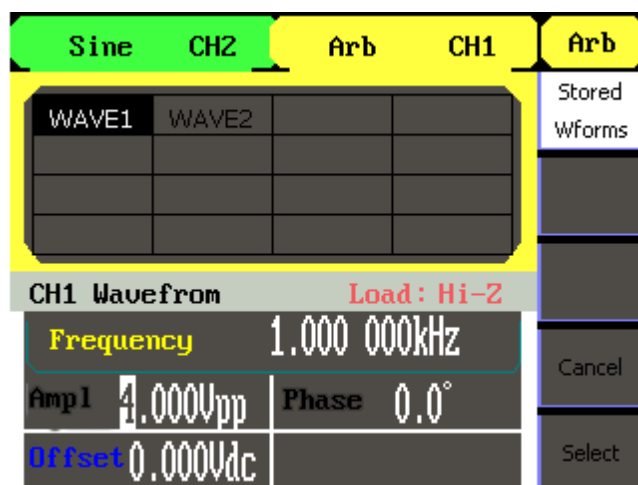 Sine CH2 Arb CH1 Arb
Stored
Wforms
WAVE1 WAVE2
CH1 Wavefrom Load: Hi-Z
Frequency 1.000 000kHz
Cancel
Ampl 4.000Vpp Phase 0.0°
Offset 0.000Vdc
Select